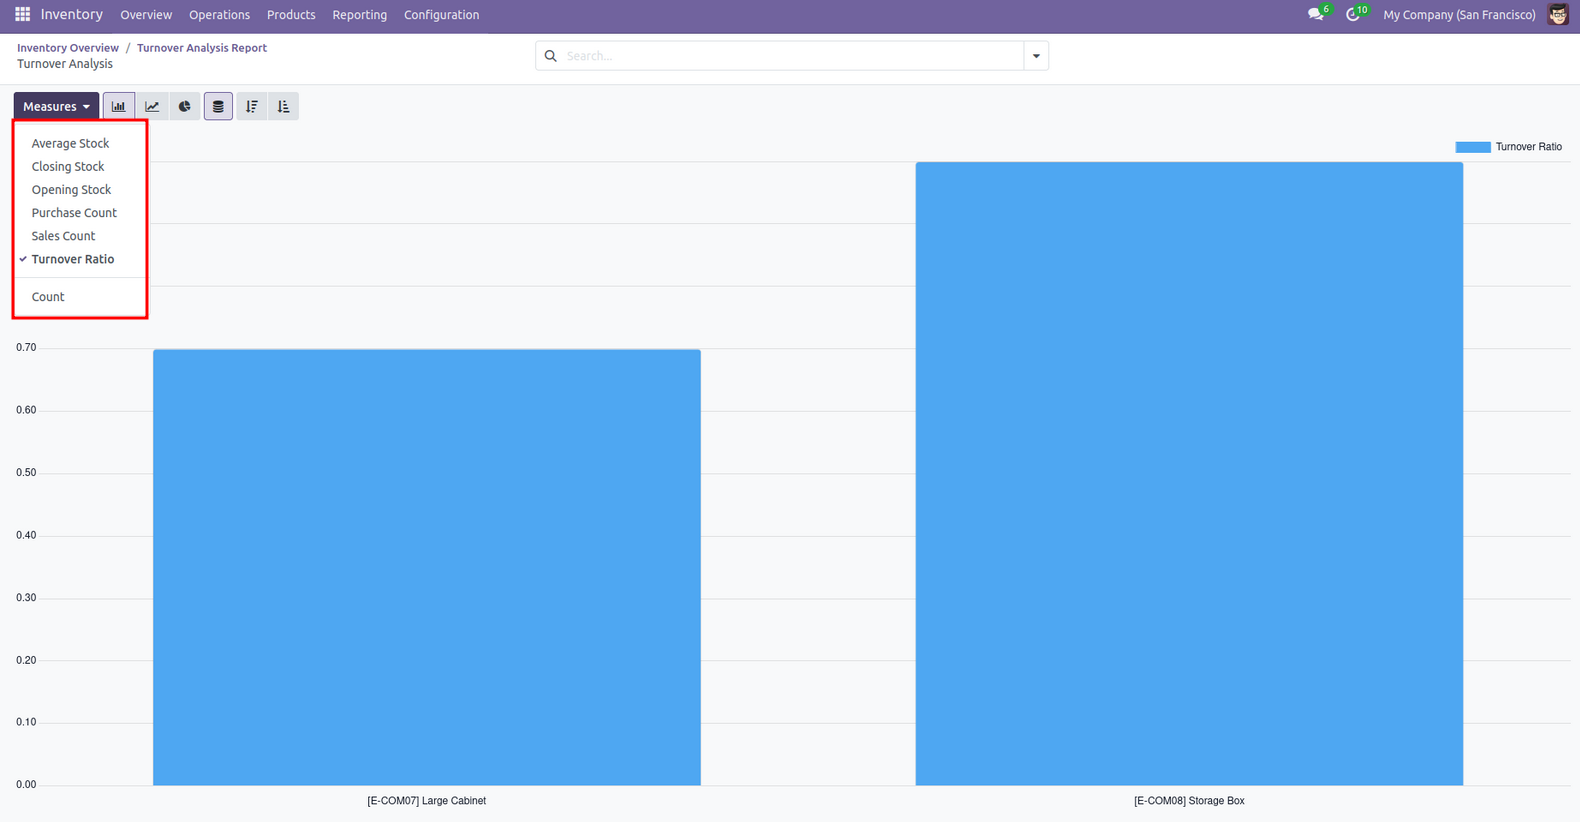 Inventory Overview Operations Products Reporting Configuration 6 10 My Company (San Francisco)
Inventory Overview / Turnover Analysis Report
Turnover Analysis
Search...
Measures
Average Stock
Closing Stock
Opening Stock
Purchase Count
Sales Count
Turnover Ratio
Count
Turnover Ratio
0.70
0.60
0.50
0.40
0.30
0.20
0.10
0.00
[E-COM07] Large Cabinet [E-COM08] Storage Box